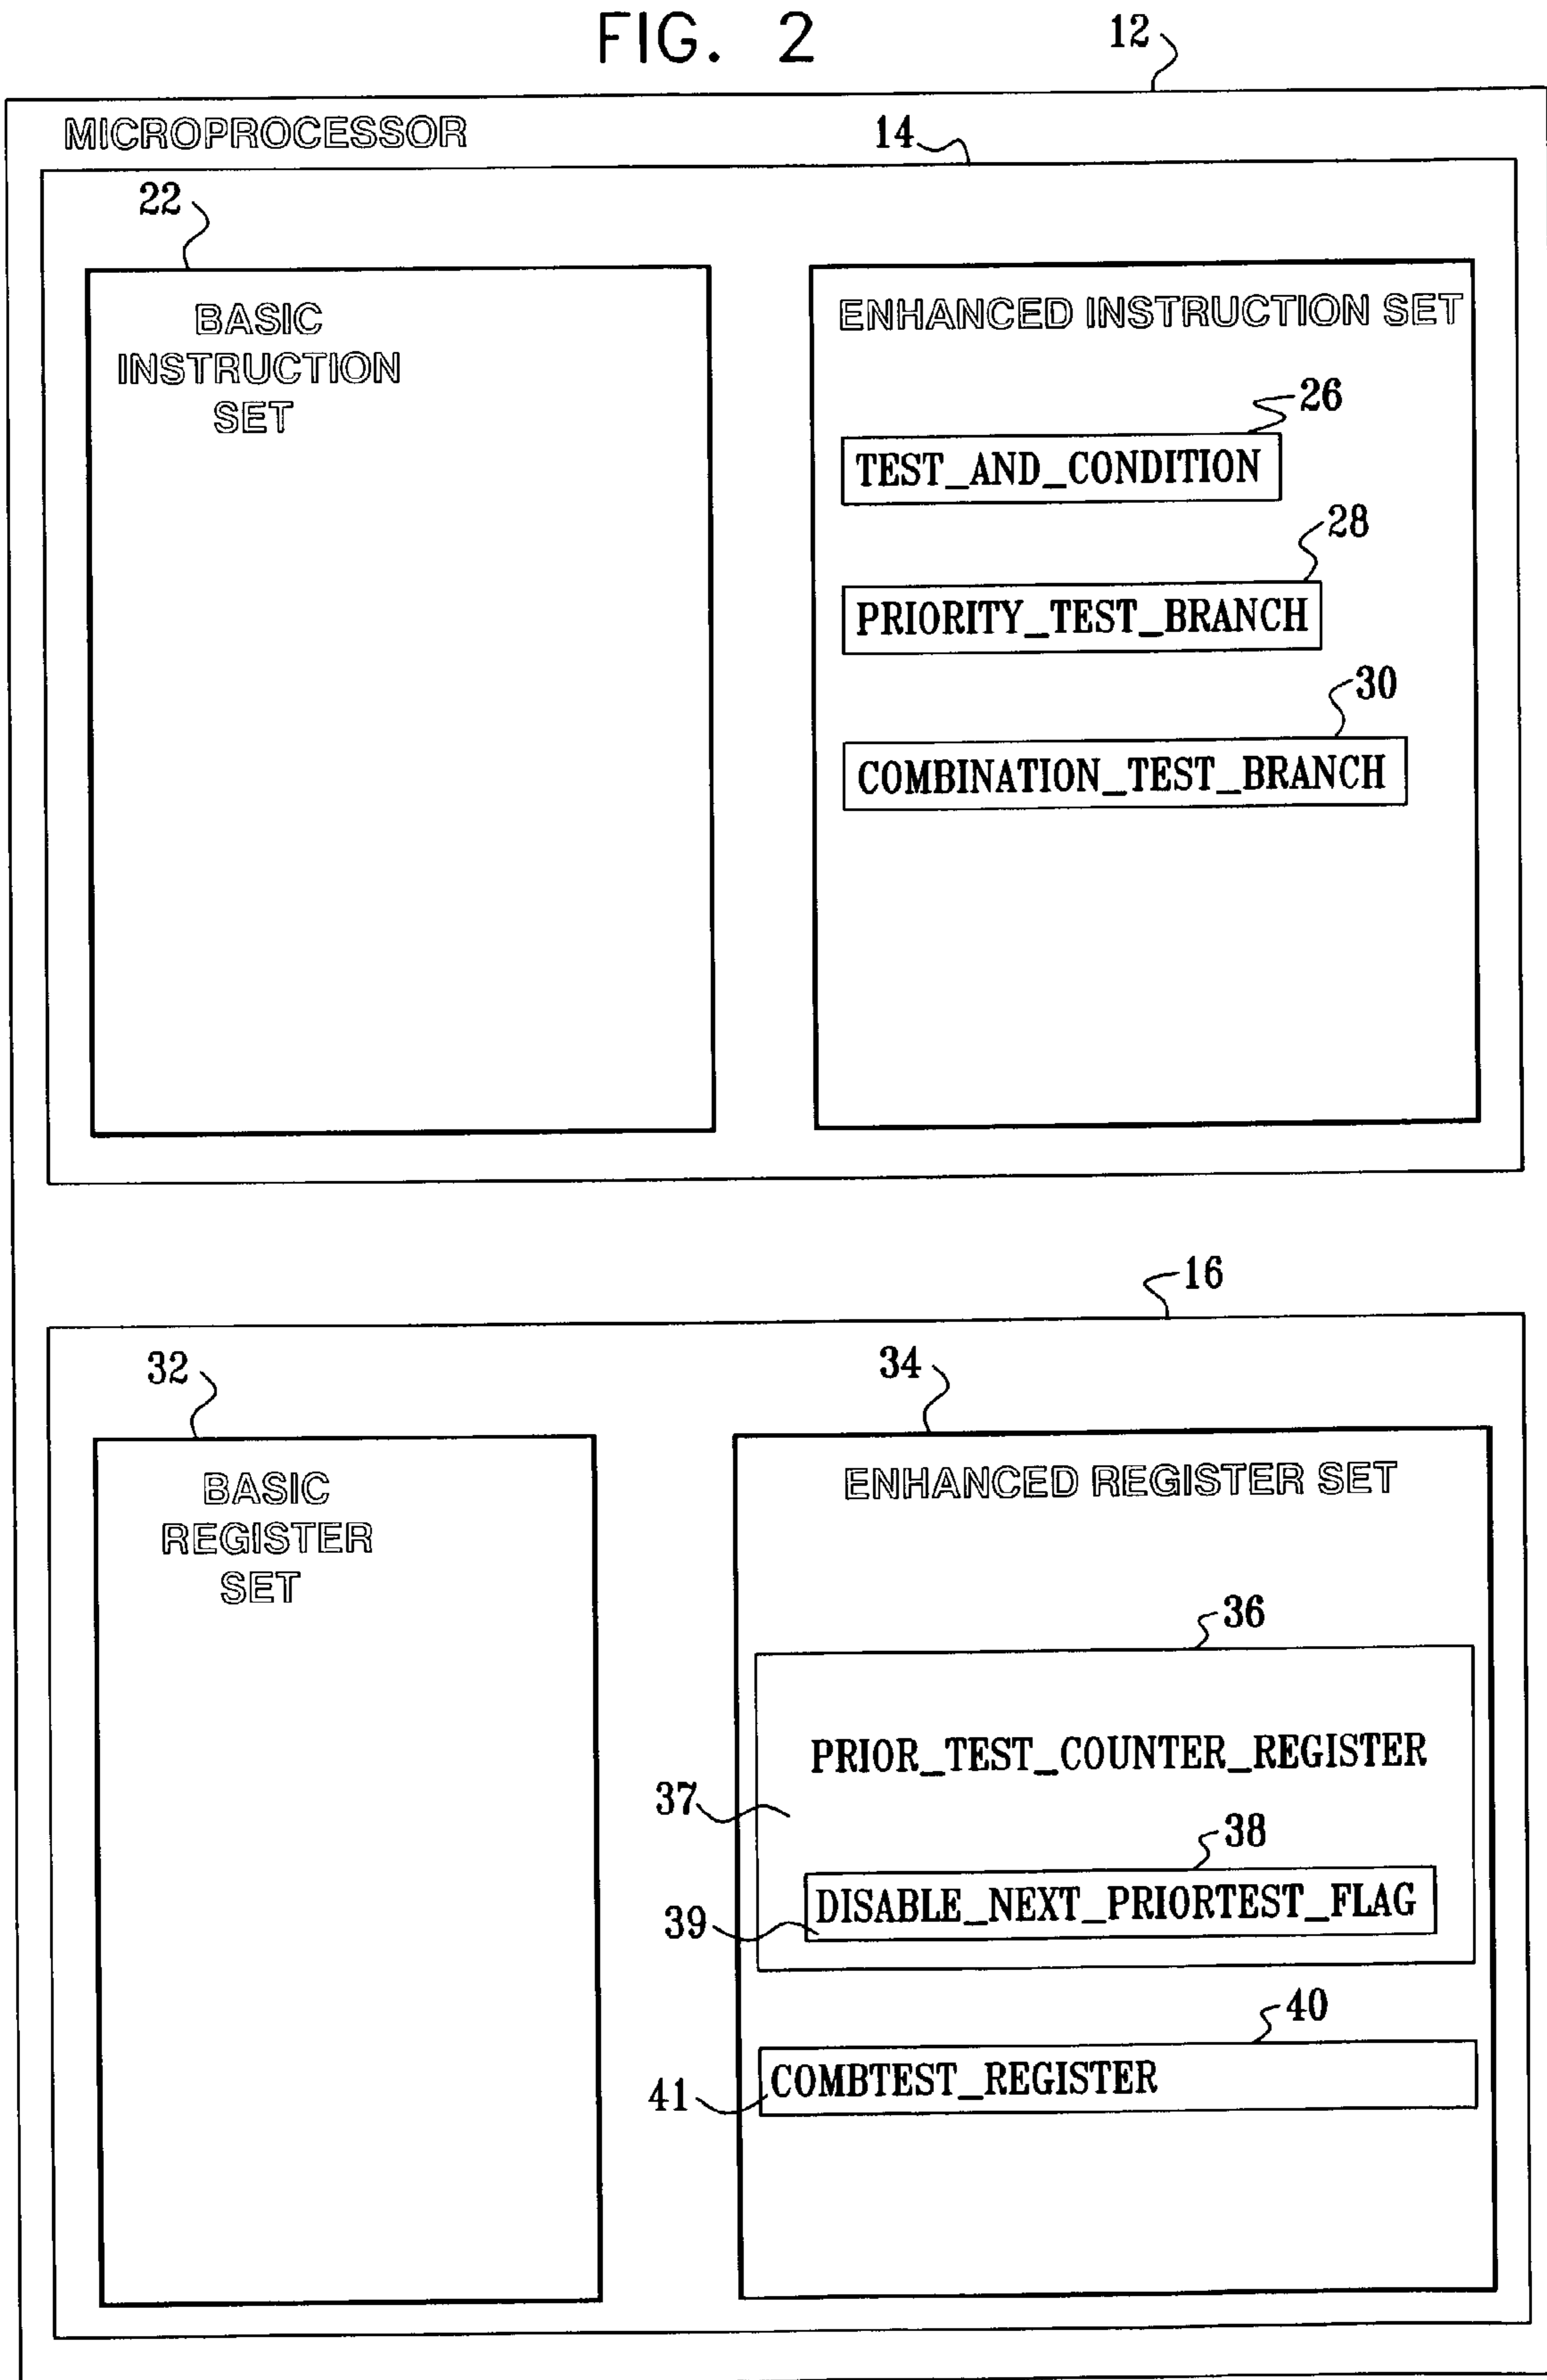 FIG. 2
12
MICROPROCESSOR
14
22
BASIC
INSTRUCTION
SET
ENHANCED INSTRUCTION SET
26
TEST_AND_CONDITION
28
PRIORITY_TEST_BRANCH
30
COMBINATION_TEST_BRANCH
16
32
34
BASIC
REGISTER
SET
ENHANCED REGISTER SET
36
PRIOR_TEST_COUNTER_REGISTER
37
38
DISABLE_NEXT_PRIORTEST_FLAG
39
40
COMBTEST_REGISTER
41